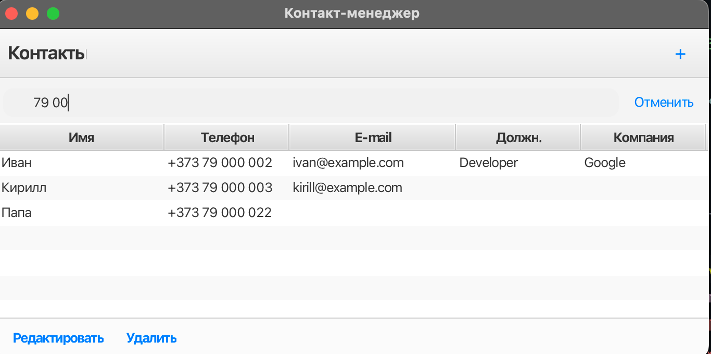 Контакт-менеджер
Контакты +
79 00 Отменить
Имя Телефон E-mail Должн. Компания
Иван +373 79 000 002 ivan@example.com Developer Google
Кирилл +373 79 000 003 kirill@example.com
Папа +373 79 000 022
Редактировать Удалить